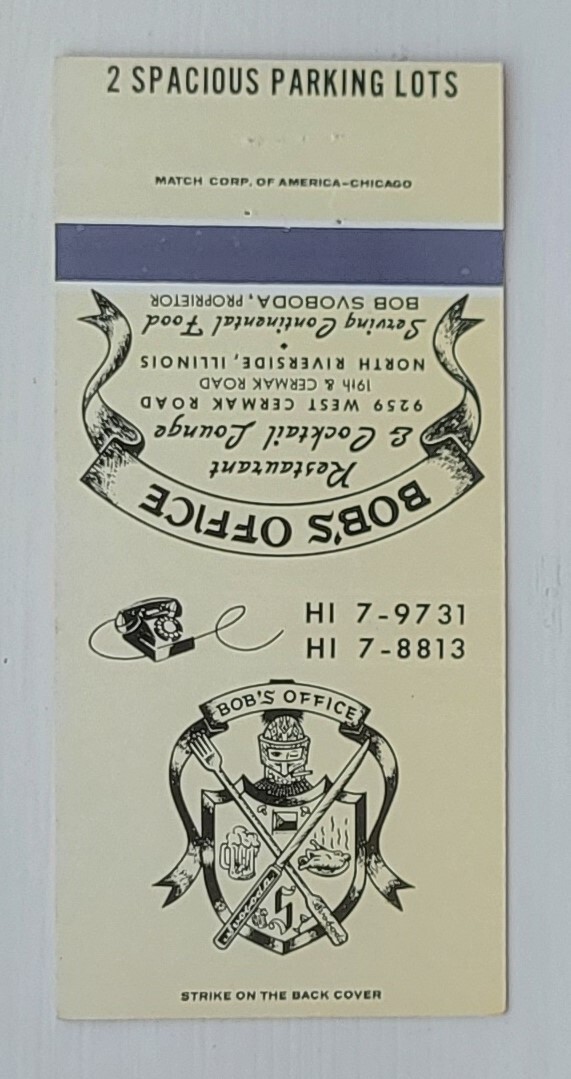 2 SPACIOUS PARKING LOTS
MATCH CORP. OF AMERICA-CHICAGO
BOB'S OFFICE
Restaurant
& Cocktail Lounge
9259 WEST CERMAK ROAD
19th & CERMAK ROAD
NORTH RIVERSIDE, ILLINOIS
•
Serving Continental Food
BOB SVOBODA, PROPRIETOR
HI 7-9731
HI 7-8813
BOB'S OFFICE
S
Svoboda
Svoboda
STRIKE ON THE BACK COVER